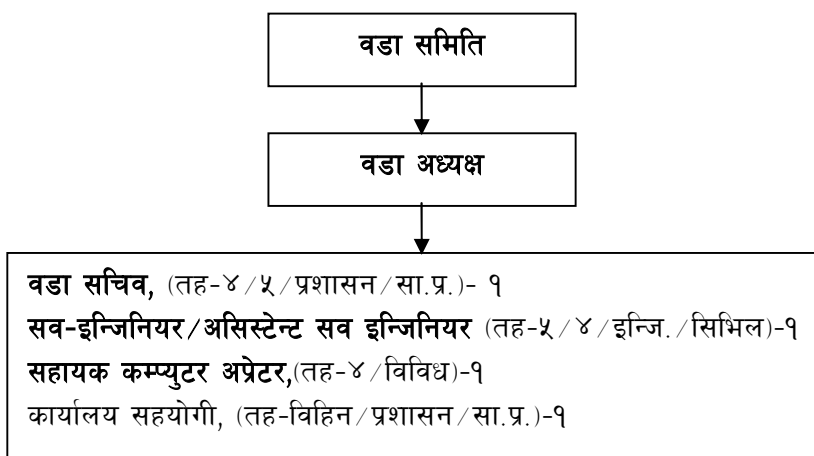 वडा समिति
वडा अध्यक्ष
वडा सचिव, (तह-४/५/प्रशासन/सा.प्र.)- १
सव-इन्जिनियर/असिस्टेन्ट सव इन्जिनियर (तह-५/४/इन्जि./सिभिल)-१
सहायक कम्प्युटर अप्रेटर,(तह-४/विविध)-१
कार्यालय सहयोगी, (तह-विहिन/प्रशासन/सा.प्र.)-१